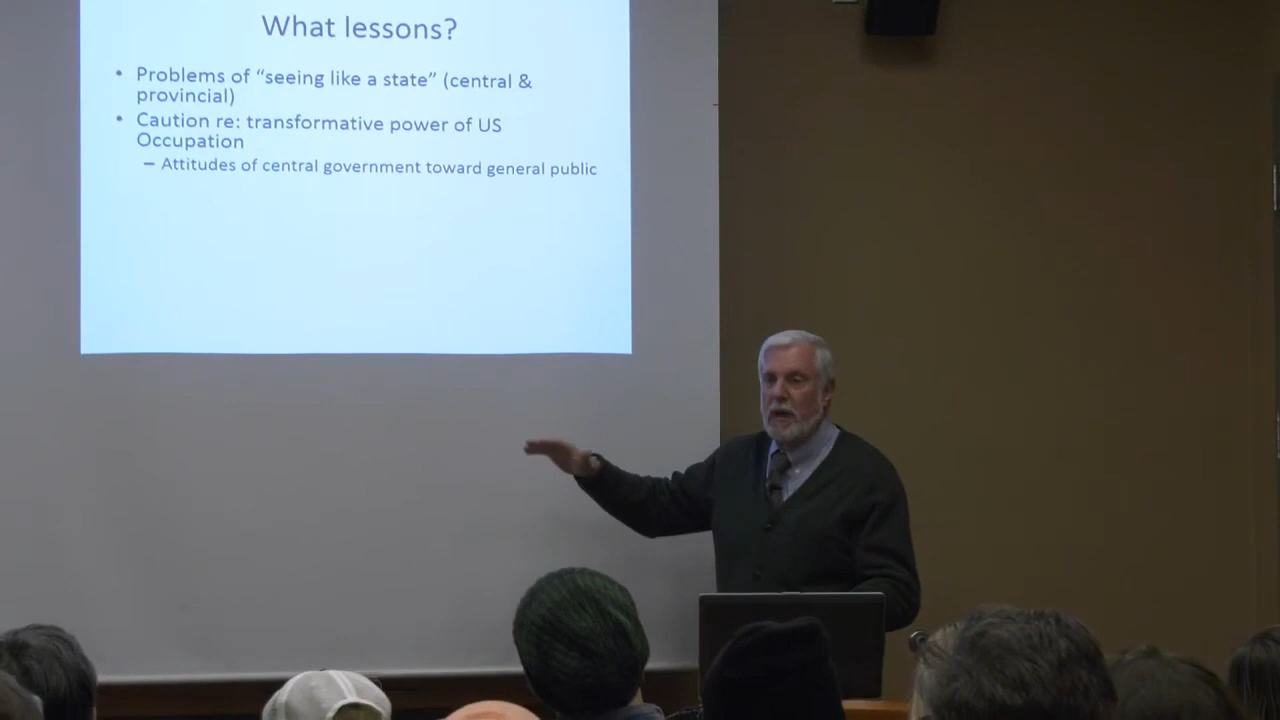 What lessons?
• Problems of “seeing like a state” (central &
provincial)
• Caution re: transformative power of US
Occupation
– Attitudes of central government toward general public